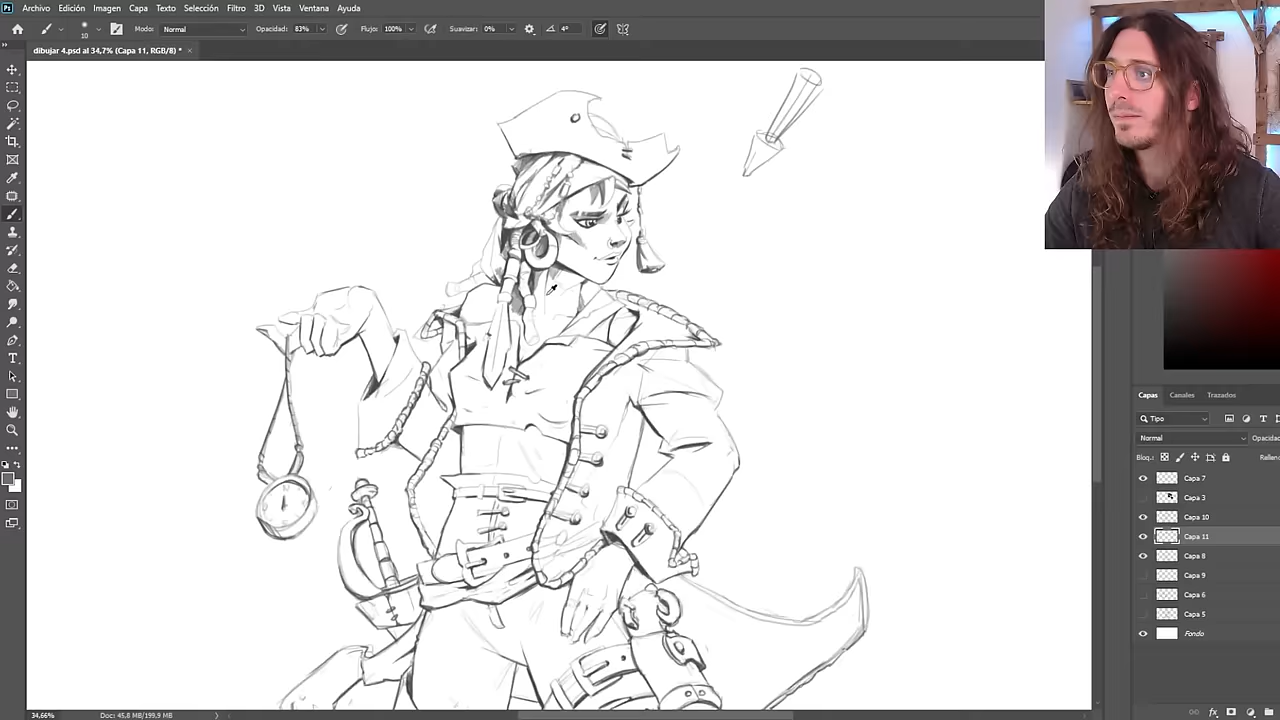 Archivo Edición Imagen Capa Texto Selección Filtro 3D Vista Ventana Ayuda
10 Modo: Normal Opacidad: 83% Flujo: 100% Suavizar: 0% 4°
dibujar 4.psd al 34,7% (Capa 11, RGB/8) *
Capas Canales Trazados
Tipo
Normal Opacidad
Bloq.: Rellen
Capa 7
Capa 3
Capa 10
Capa 11
Capa 8
Capa 9
Capa 6
Capa 5
Fondo
34,66% Doc: 45,8 MB/199,9 MB